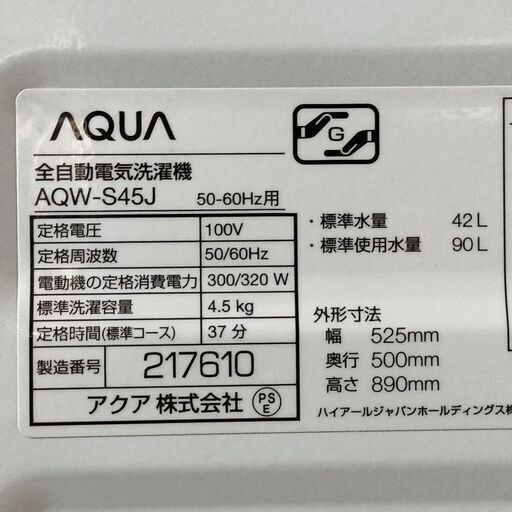 AQUA
G
全自動電気洗濯機
AQW-S45J 50-60Hz用
定格電圧 100V
定格周波数 50/60Hz
電動機の定格消費電力 300/320 W
標準洗濯容量 4.5 kg
定格時間(標準コース) 37 分
製造番号 217610
アクア 株式会社 PSE
・標準水量 42 L
・標準使用水量 90 L
外形寸法
幅 525mm
奥行 500mm
高さ 890mm
ハイアールジャパンホールディングス株